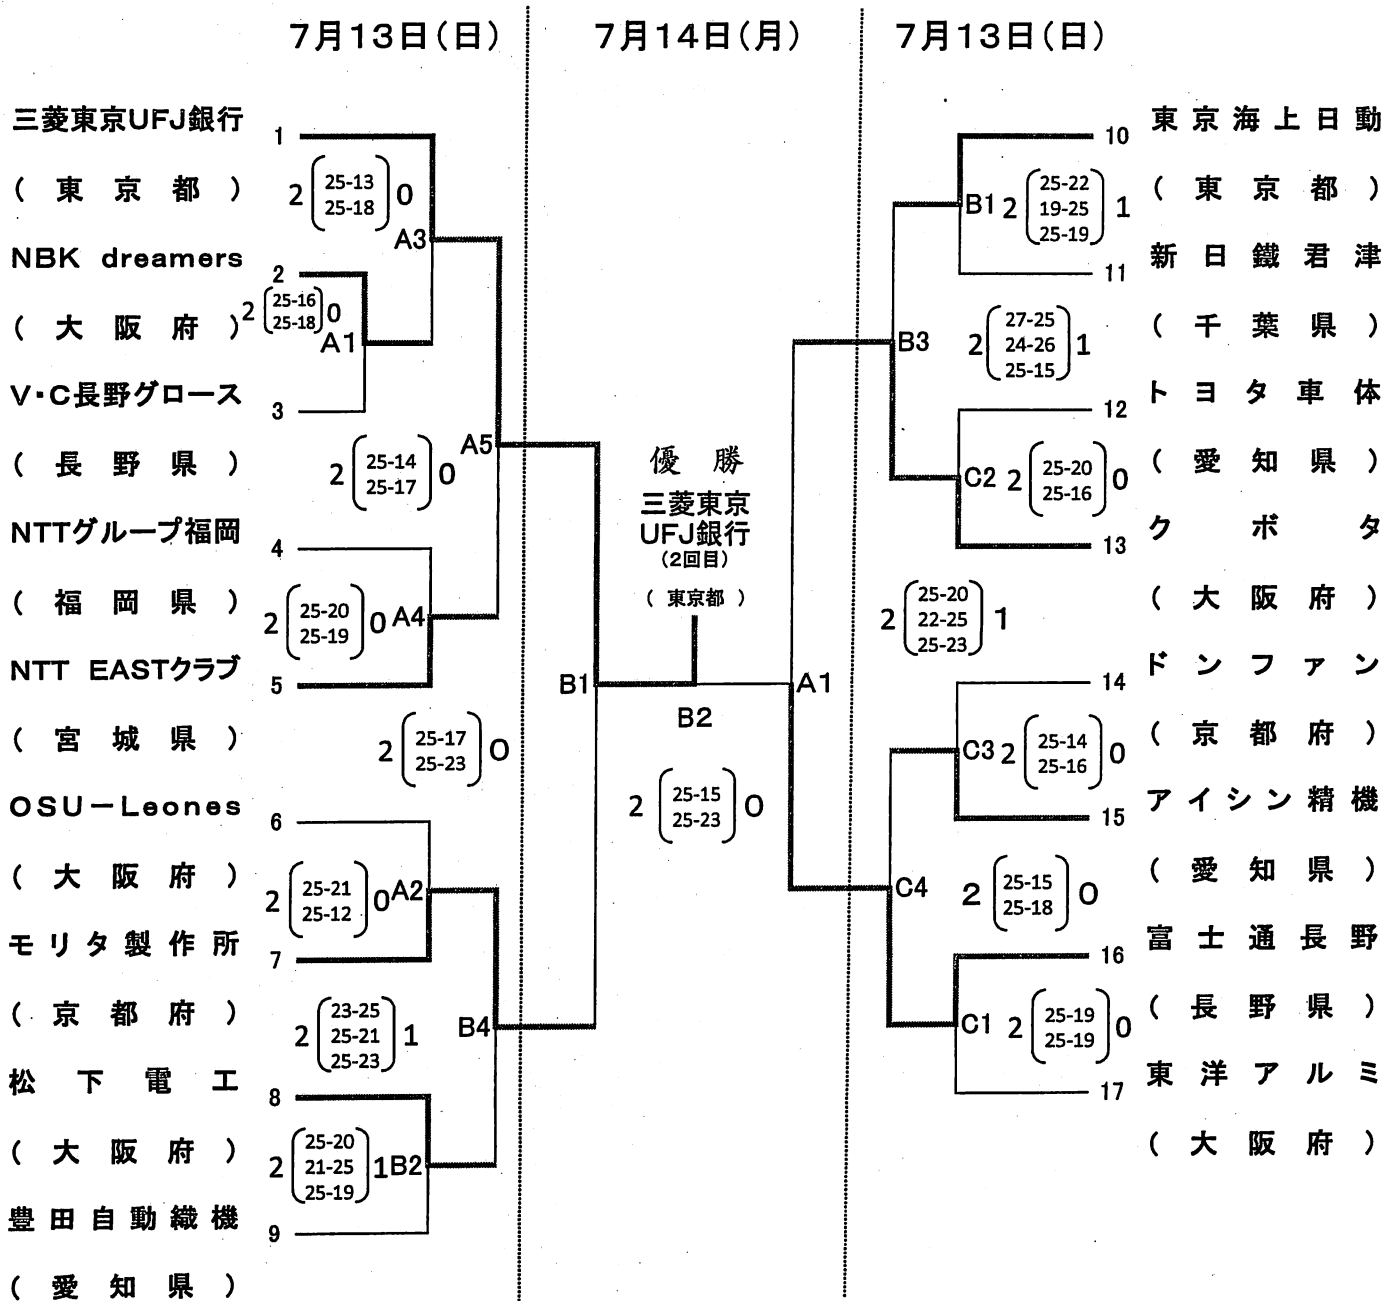 7月13日(日)
7月14日(月)
7月13日(日)
三菱東京UFJ銀行
1
(東京都)
2 25-13 0
25-18
A3
NBK dreamers
2
(大阪府)
2 25-16 0
25-18
A1
V・C長野グロース
3
(長野県)
2 25-14 0
25-17
A5
NTTグループ福岡
4
(福岡県)
2 25-20 0
25-19
A4
NTT EASTクラブ
5
(宮城県)
2 25-17 0
25-23
B1
OSU-Leones
6
(大阪府)
2 25-21 0
25-12
A2
モリタ製作所
7
(京都府)
23-25
2 25-21 1
25-23
B4
松下電工
8
(大阪府)
25-20
2 21-25 1
25-19
B2
豊田自動織機
9
(愛知県)
優勝
三菱東京
UFJ銀行
(2回目)
(東京都)
B2
2 25-15 0
25-23
10
東京海上日動
(東京都)
B1
25-22
2 19-25 1
25-19
11
新日鐵君津
(千葉県)
B3
27-25
2 24-26 1
25-15
12
トヨタ車体
(愛知県)
C2
2 25-20 0
25-16
13
クボタ
(大阪府)
25-20
2 22-25 1
25-23
A1
14
ドンファン
(京都府)
C3
2 25-14 0
25-16
15
アイシン精機
(愛知県)
C4
2 25-15 0
25-18
16
富士通長野
(長野県)
C1
2 25-19 0
25-19
17
東洋アルミ
(大阪府)